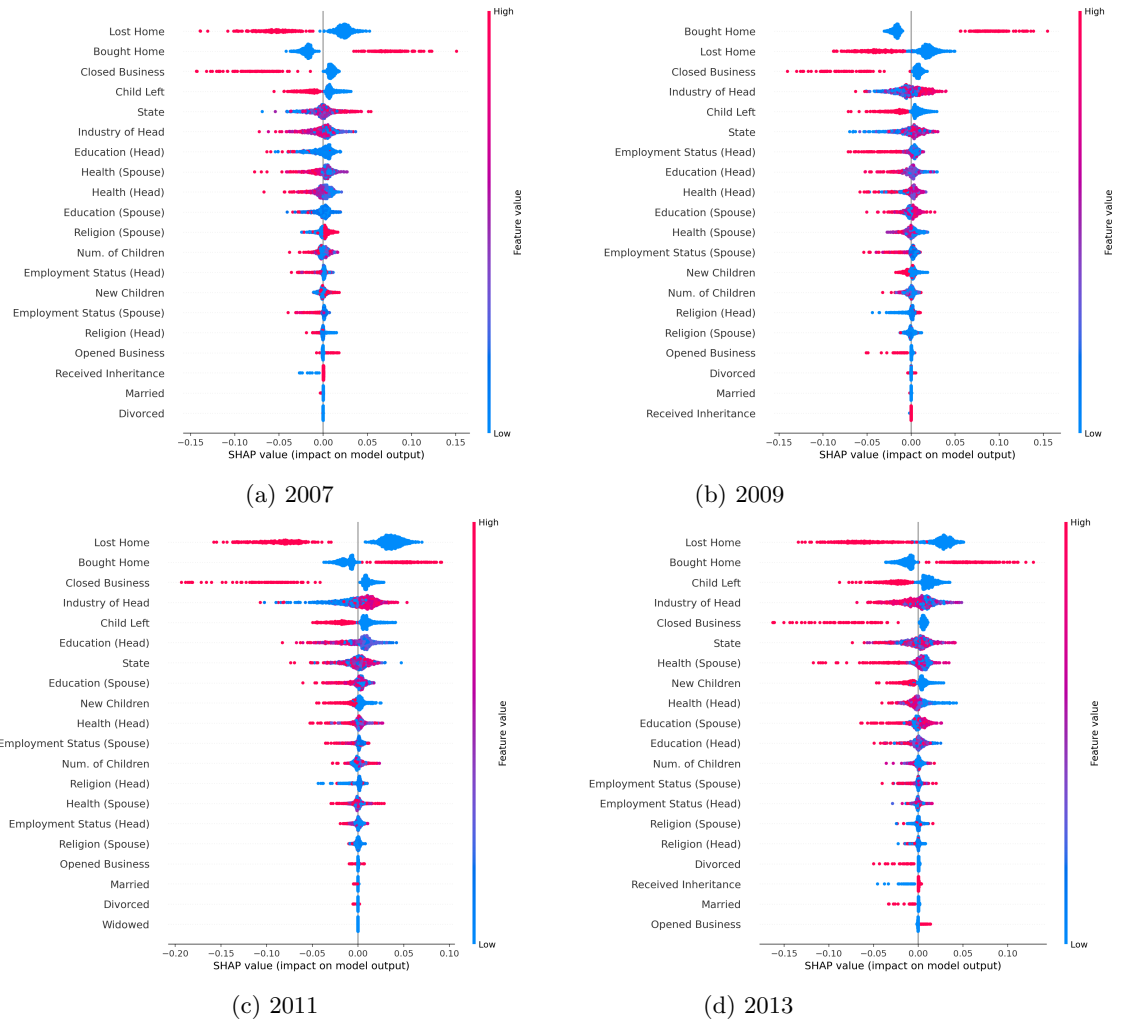 High
Lost Home
Bought Home
Closed Business
Child Left
State
Industry of Head
Education (Head)
Health (Spouse)
Health (Head)
Education (Spouse)
Religion (Spouse)
Num. of Children
Employment Status (Head)
New Children
Employment Status (Spouse)
Religion (Head)
Opened Business
Received Inheritance
Married
Divorced
Low
Feature value
−0.15 −0.10 −0.05 0.00 0.05 0.10 0.15
SHAP value (impact on model output)
(a) 2007
High
Bought Home
Lost Home
Closed Business
Industry of Head
Child Left
State
Employment Status (Head)
Education (Head)
Health (Head)
Education (Spouse)
Health (Spouse)
Employment Status (Spouse)
New Children
Num. of Children
Religion (Head)
Religion (Spouse)
Opened Business
Divorced
Married
Received Inheritance
Low
Feature value
−0.15 −0.10 −0.05 0.00 0.05 0.10 0.15
SHAP value (impact on model output)
(b) 2009
High
Lost Home
Bought Home
Closed Business
Industry of Head
Child Left
Education (Head)
State
Education (Spouse)
New Children
Health (Head)
Employment Status (Spouse)
Num. of Children
Religion (Head)
Health (Spouse)
Employment Status (Head)
Religion (Spouse)
Opened Business
Married
Divorced
Widowed
Low
Feature value
−0.20 −0.15 −0.10 −0.05 0.00 0.05 0.10
SHAP value (impact on model output)
(c) 2011
High
Lost Home
Bought Home
Child Left
Industry of Head
Closed Business
State
Health (Spouse)
New Children
Health (Head)
Education (Spouse)
Education (Head)
Num. of Children
Employment Status (Spouse)
Employment Status (Head)
Religion (Spouse)
Religion (Head)
Divorced
Received Inheritance
Married
Opened Business
Low
Feature value
−0.15 −0.10 −0.05 0.00 0.05 0.10
SHAP value (impact on model output)
(d) 2013